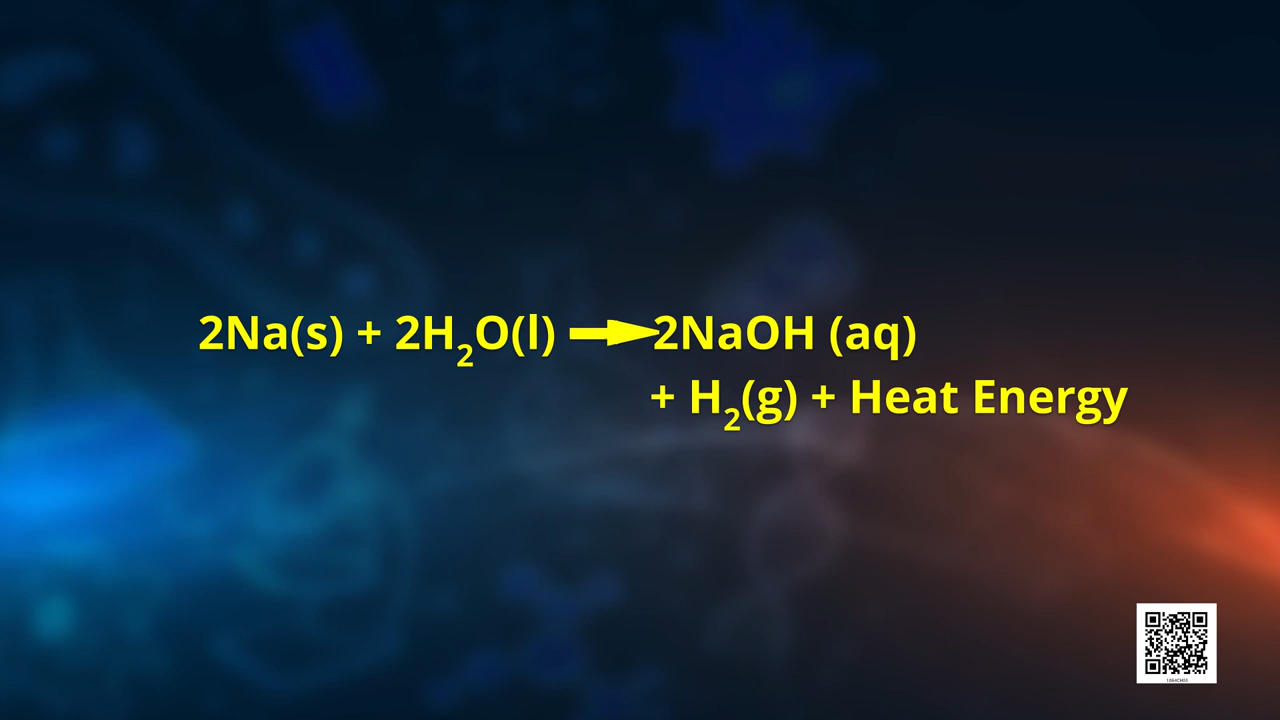 2Na(s) + 2H₂O(l) ➞ 2NaOH (aq)
+ H₂(g) + Heat Energy